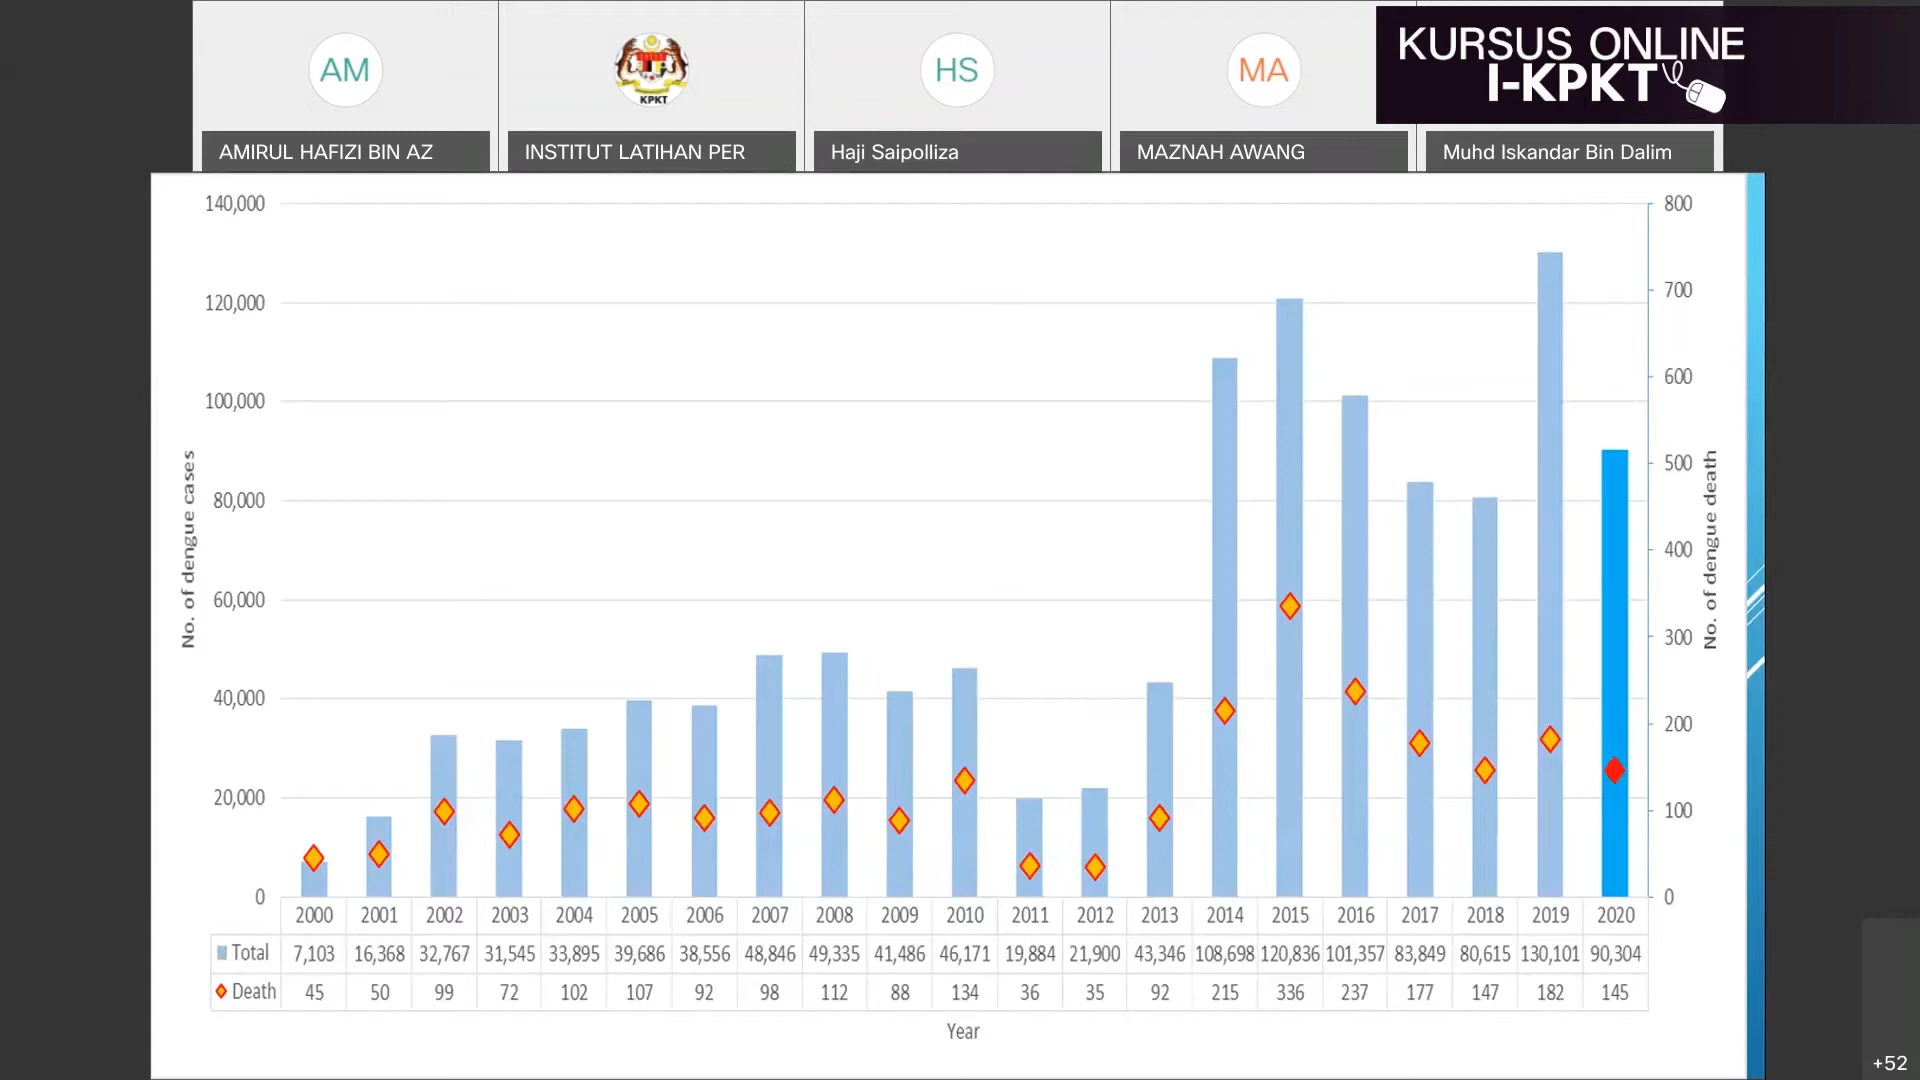 AM
KPKT
HS
MA
KURSUS ONLINE
I-KPKT
AMIRUL HAFIZI BIN AZ
INSTITUT LATIHAN PER
Haji Saipolliza
MAZNAH AWANG
Muhd Iskandar Bin Dalim
140,000
120,000
100,000
80,000
60,000
40,000
20,000
0
No. of dengue cases
800
700
600
500
400
300
200
100
0
No. of dengue death
2000 2001 2002 2003 2004 2005 2006 2007 2008 2009 2010 2011 2012 2013 2014 2015 2016 2017 2018 2019 2020
Total 7,103 16,368 32,767 31,545 33,895 39,686 38,556 48,846 49,335 41,486 46,171 19,884 21,900 43,346 108,698 120,836 101,357 83,849 80,615 130,101 90,304
Death 45 50 99 72 102 107 92 98 112 88 134 36 35 92 215 336 237 177 147 182 145
Year
+52